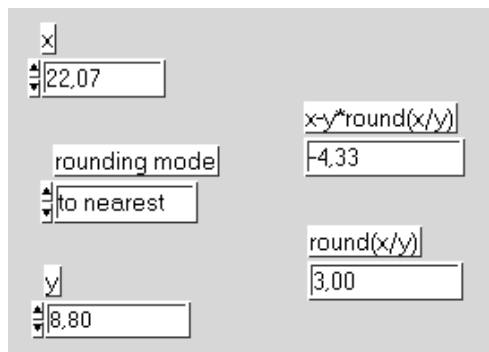 x
22,07
x-y*round(x/y)
-4,33
rounding mode
to nearest
round(x/y)
3,00
y
8,80